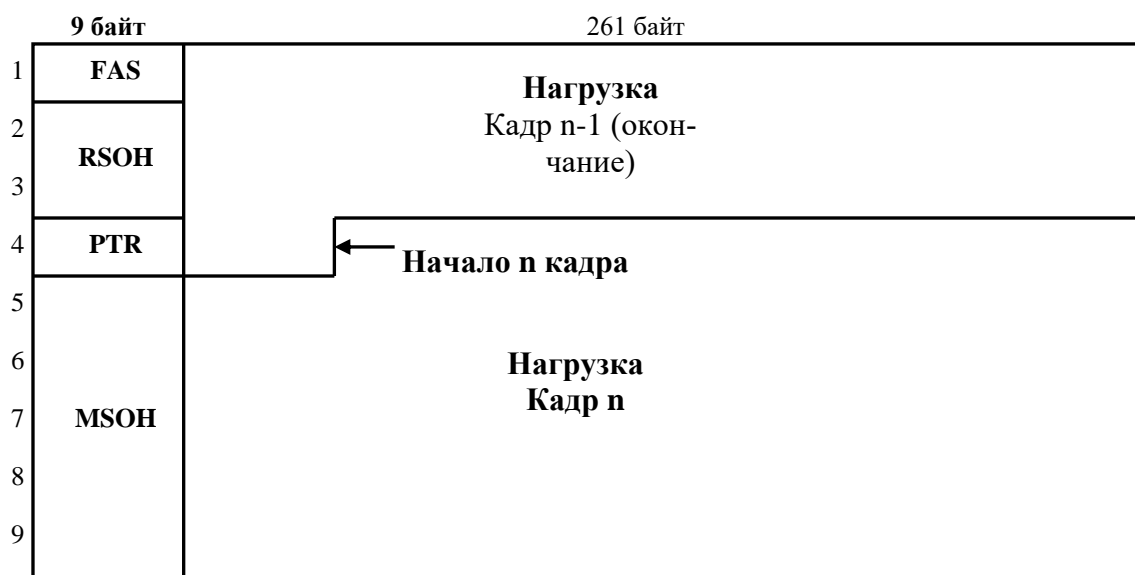 9 байт 261 байт
1 FAS
Нагрузка
2 Кадр n-1 (окон-
RSOH чание)
3
4 PTR
Начало n кадра
5
6 Нагрузка
Кадр n
7 MSOH
8
9